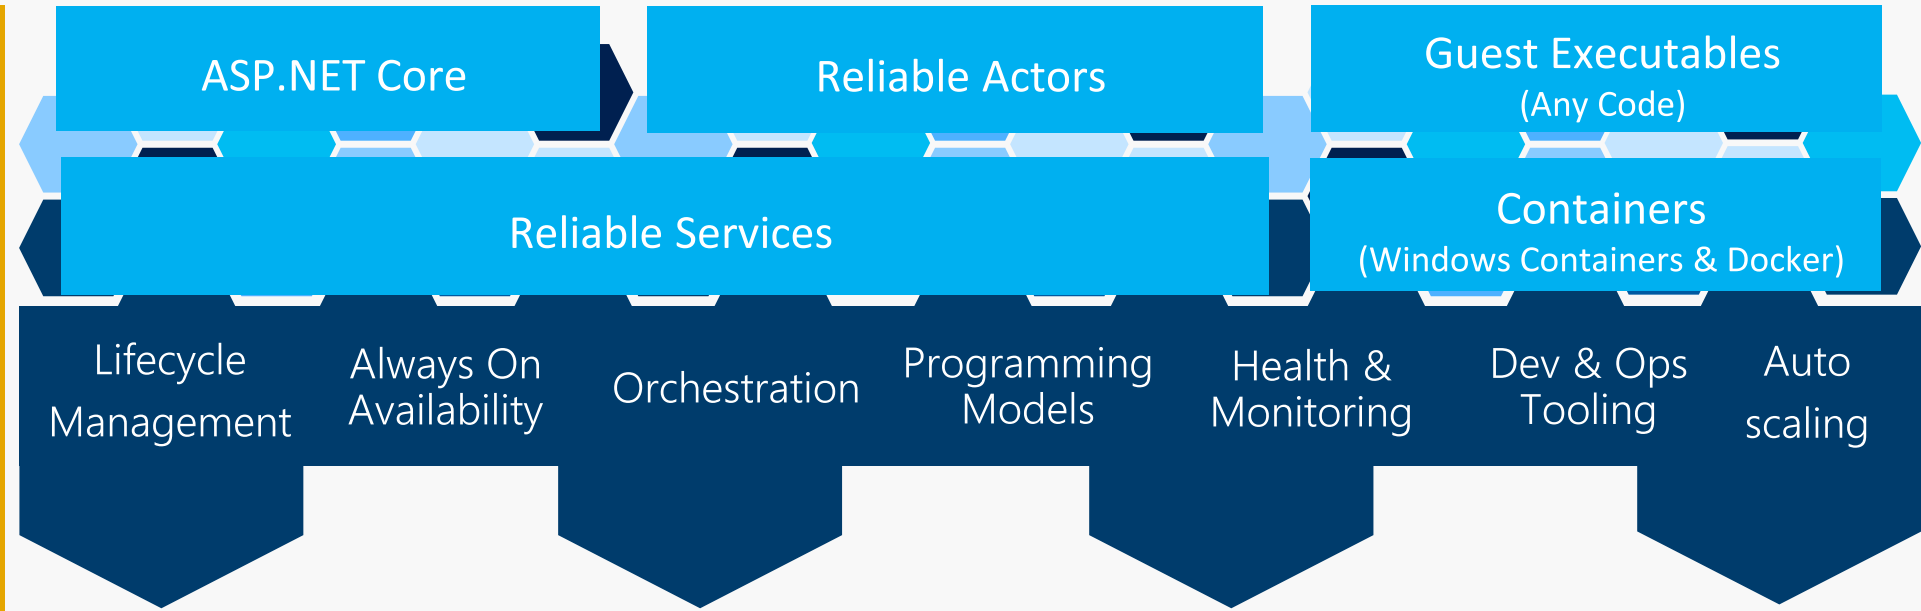 ASP.NET Core
Reliable Actors
Guest Executables
(Any Code)
Reliable Services
Containers
(Windows Containers & Docker)
Lifecycle
Management
Always On
Availability
Orchestration
Programming
Models
Health &
Monitoring
Dev & Ops
Tooling
Auto
scaling